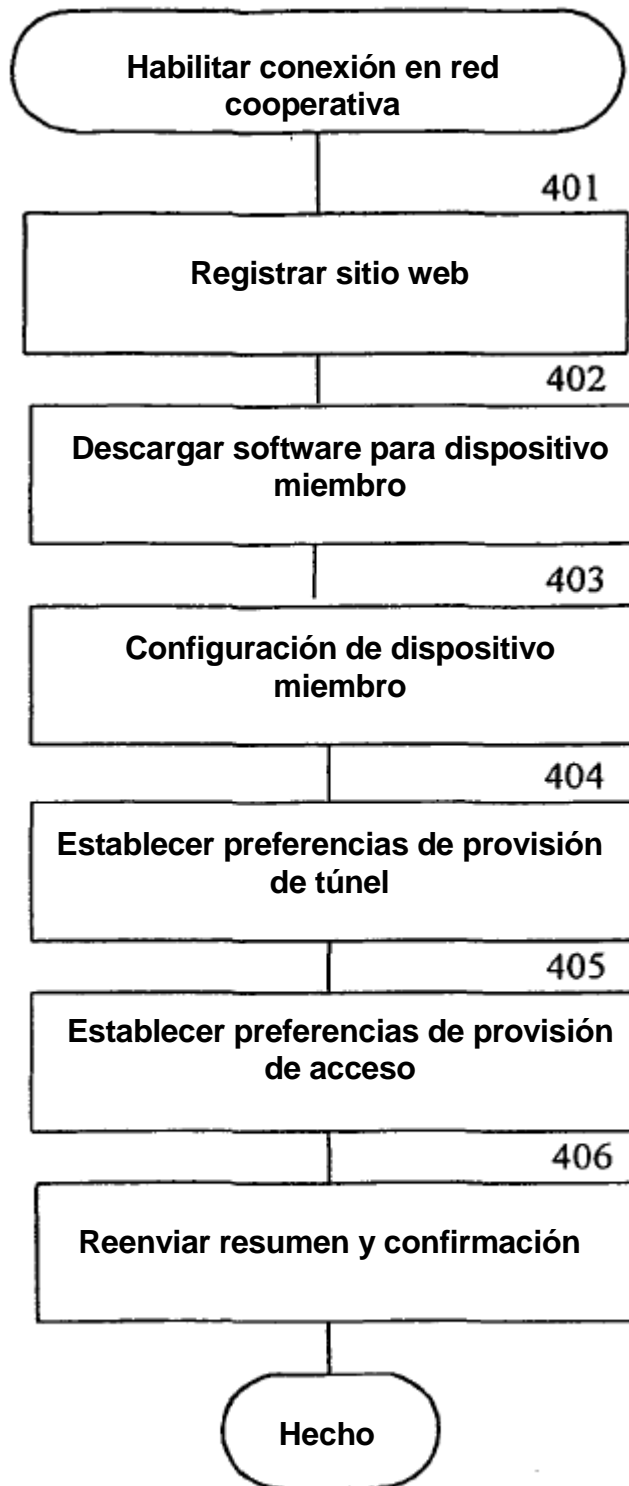 Habilitar conexión en red
cooperativa
401
Registrar sitio web
402
Descargar software para dispositivo
miembro
403
Configuración de dispositivo
miembro
404
Establecer preferencias de provisión
de túnel
405
Establecer preferencias de provisión
de acceso
406
Reenviar resumen y confirmación
Hecho